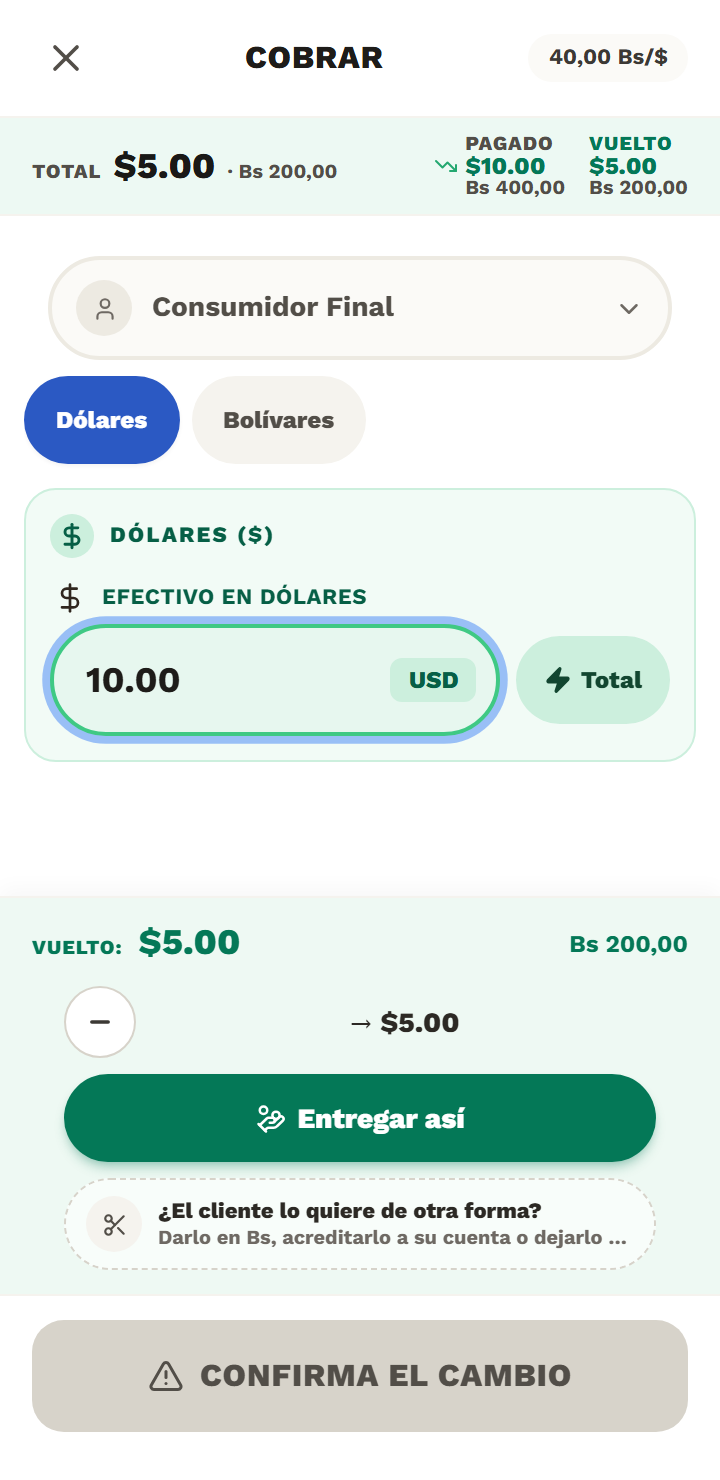 COBRAR
40,00 Bs/$
TOTAL $5.00 · Bs 200,00
PAGADO
$10.00
Bs 400,00
VUELTO
$5.00
Bs 200,00
Consumidor Final
Dólares
Bolívares
DÓLARES ($)
$ EFECTIVO EN DÓLARES
10.00 USD
Total
VUELTO: $5.00
Bs 200,00
→ $5.00
Entregar así
¿El cliente lo quiere de otra forma?
Darlo en Bs, acreditarlo a su cuenta o dejarlo ...
CONFIRMA EL CAMBIO